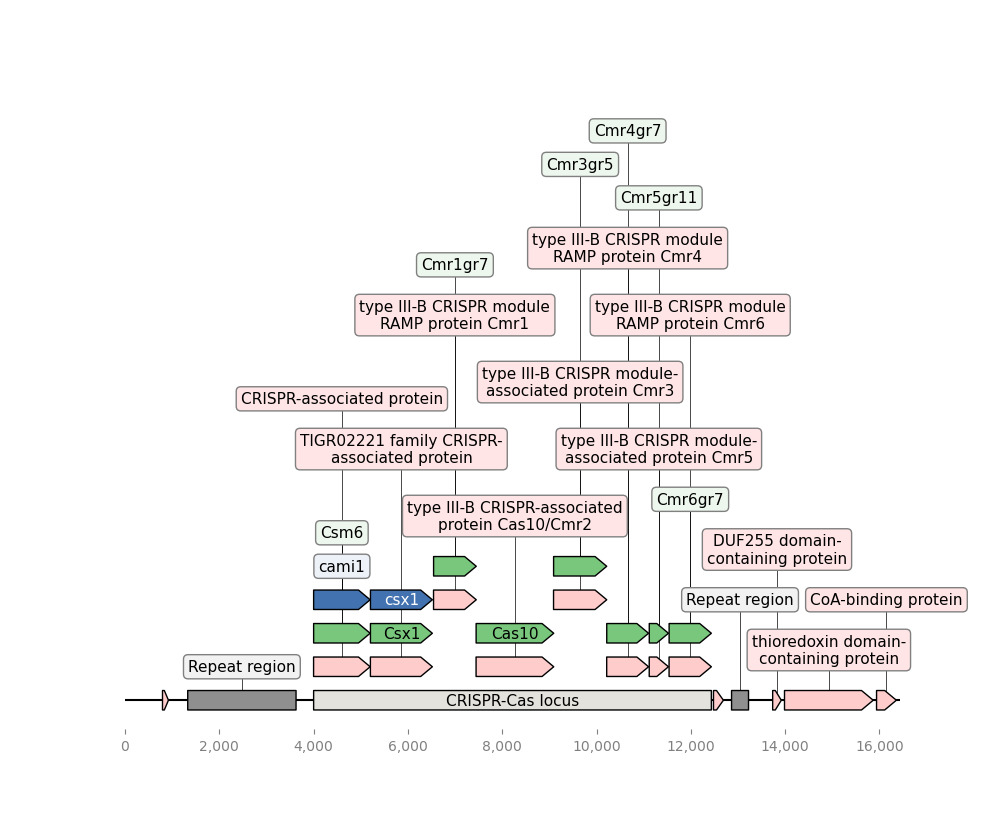 Cmr4gr7
Cmr3gr5
Cmr5gr11
type III-B CRISPR module
RAMP protein Cmr4
Cmr1gr7
type III-B CRISPR module
RAMP protein Cmr1
type III-B CRISPR module
RAMP protein Cmr6
type III-B CRISPR module-
associated protein Cmr3
CRISPR-associated protein
TIGR02221 family CRISPR-
associated protein
type III-B CRISPR module-
associated protein Cmr5
Cmr6gr7
type III-B CRISPR-associated
protein Cas10/Cmr2
Csm6
DUF255 domain-
containing protein
cami1
csx1
Repeat region
CoA-binding protein
Csx1
Cas10
thioredoxin domain-
containing protein
Repeat region
CRISPR-Cas locus
0
2,000
4,000
6,000
8,000
10,000
12,000
14,000
16,000